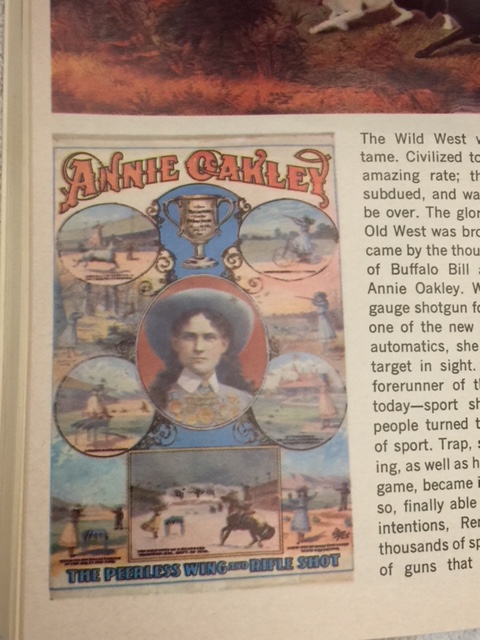 ANNIE OAKLEY
THE PEERLESS WING AND RIFLE SHOT
The Wild West
tame. Civilized to
amazing rate; th
subdued, and wa
be over. The glor
Old West was bro
came by the thou
of Buffalo Bill
Annie Oakley. W
gauge shotgun fo
one of the new
automatics, she
target in sight.
forerunner of t
today—sport sh
people turned t
of sport. Trap, s
ing, as well as h
game, became i
so, finally able
intentions, Re
thousands of sp
of guns that